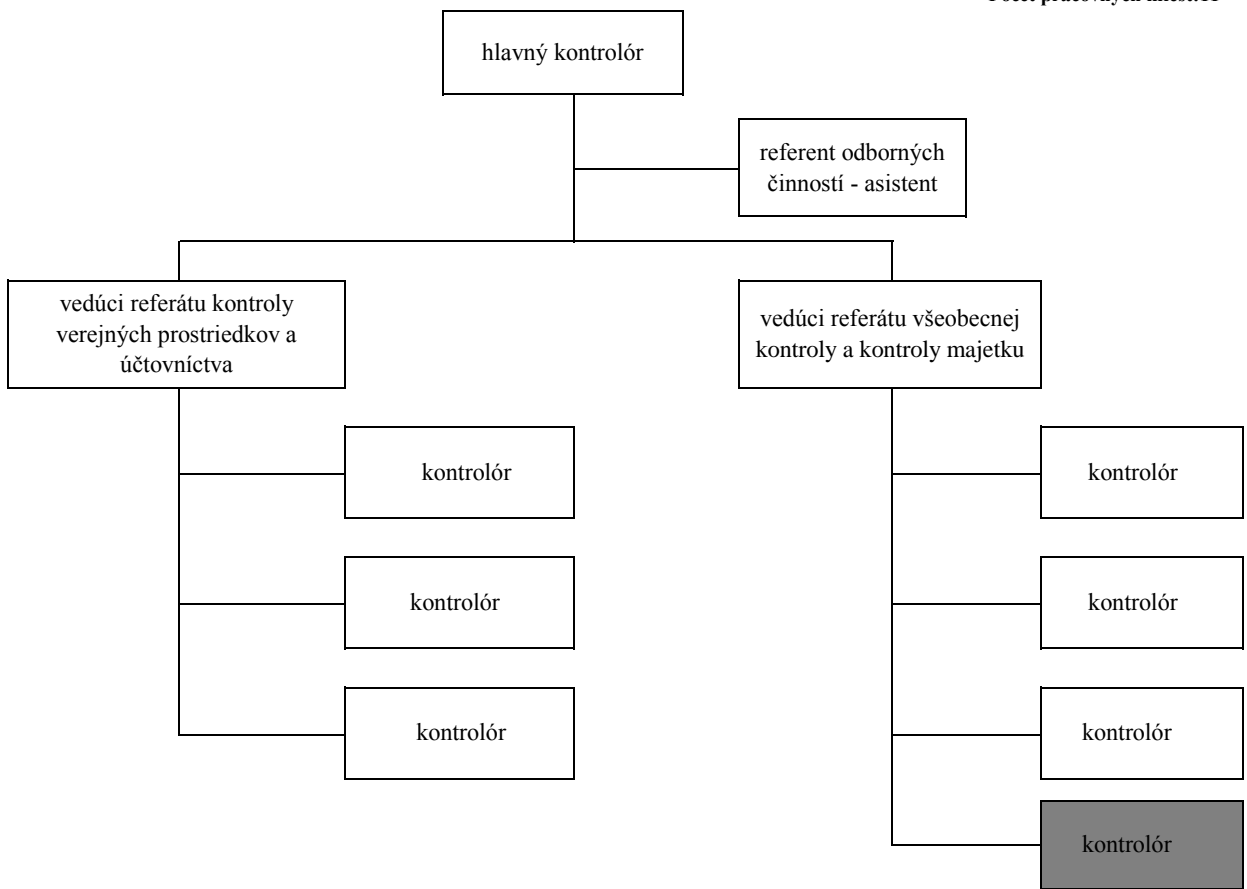 hlavný kontrolór
referent odborných
činností - asistent
vedúci referátu kontroly
verejných prostriedkov a
účtovníctva
vedúci referátu všeobecnej
kontroly a kontroly majetku
kontrolór
kontrolór
kontrolór
kontrolór
kontrolór
kontrolór
kontrolór